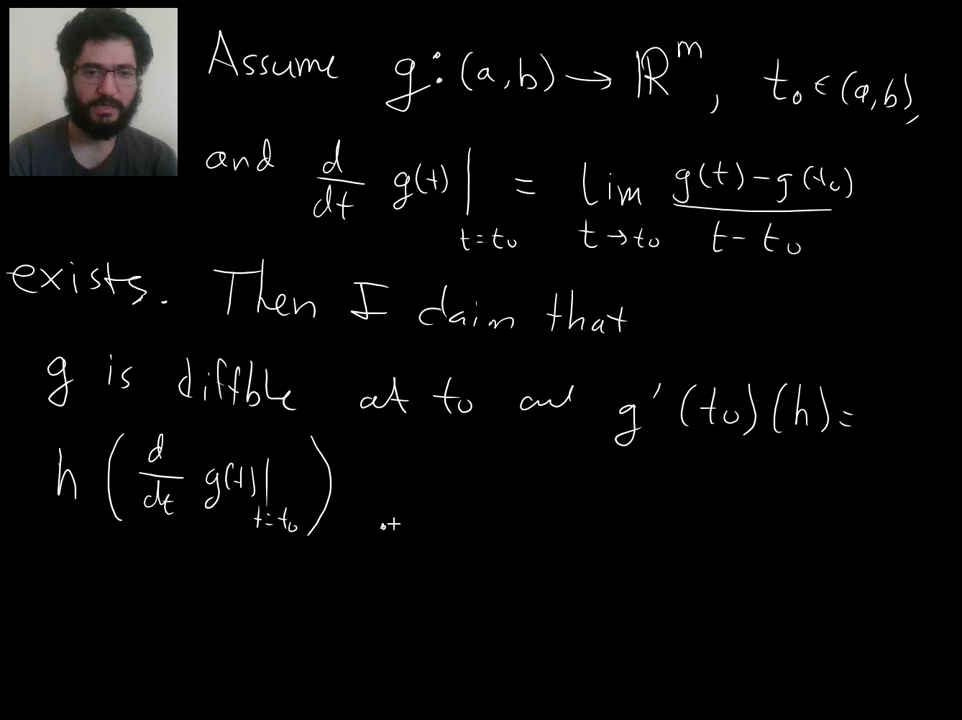 Assume g: (a,b) → ℝᵐ, t₀ ∈ (a,b),
and d/dt g(t) |ₜ₌ₜ₀ = lim_{t→t₀} (g(t) - g(t₀))/(t - t₀)
exists. Then I claim that
g is diffble at t₀ and g'(t₀)(h) =
h ( d/dt g(t)|ₜ₌ₜ₀ )